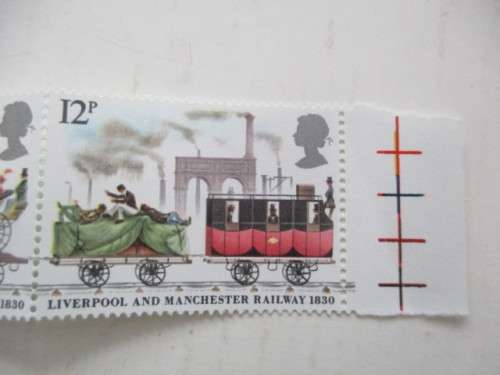 12P
1830
LIVERPOOL AND MANCHESTER RAILWAY 1830